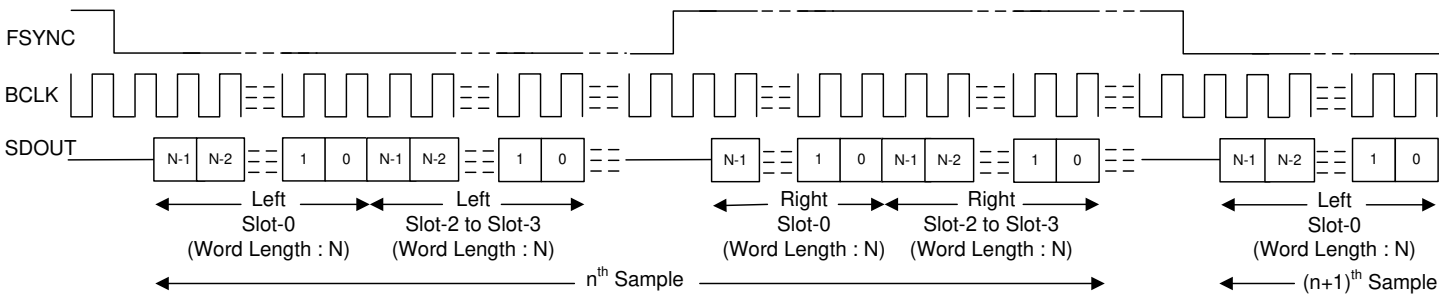 FSYNC
BCLK
SDOUT
N-1 N-2 1 0 N-1 N-2 1 0 N-1 1 0 N-1 N-2 1 0 N-1 N-2 1 0
Left Left Right Right Left
Slot-0 Slot-2 to Slot-3 Slot-0 Slot-2 to Slot-3 Slot-0
(Word Length : N) (Word Length : N) (Word Length : N) (Word Length : N) (Word Length : N)
nth Sample (n+1)th Sample